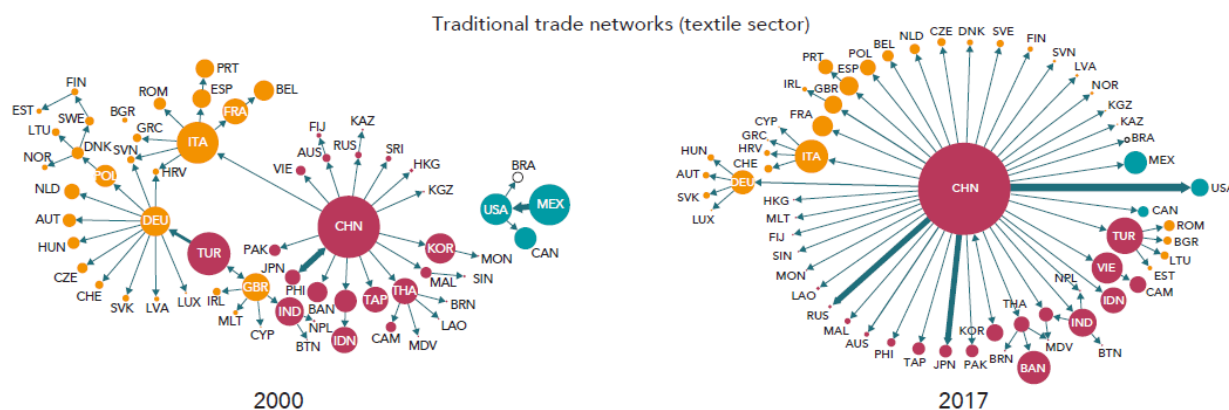 Traditional trade networks (textile sector)
FIN
EST
SWE
LTU
DNK
NOR
POL
BGR
ROM
GRC
SVN
HRV
PRT
ESP
FRA
BEL
ITA
NLD
AUT
HUN
CZE
CHE
SVK
LVA
LUX
DEU
TUR
GBR
IRL
MLT
CYP
IND
NPL
BTN
FIJ
AUS
VIE
RUS
KAZ
SRI
HKG
KGZ
CHN
PAK
JPN
PHI
BAN
IDN
TAP
THA
CAM
MDV
LAO
BRN
KOR
MON
MAL
SIN
BRA
USA
MEX
CAN
2000
PRT
ESP
POL
BEL
NLD
CZE
DNK
SVE
FIN
SVN
LVA
NOR
KGZ
KAZ
BRA
MEX
USA
CAN
IRL
GBR
FRA
CYP
GRC
HRV
CHE
ITA
HUN
AUT
SVK
LUX
DEU
HKG
MLT
FIJ
SIN
MON
LAO
RUS
MAL
AUS
PHI
TAP
JPN
PAK
KOR
BRN
THA
BAN
MDV
NPL
IND
BTN
IDN
VIE
CAM
TUR
ROM
BGR
LTU
EST
CHN
2017